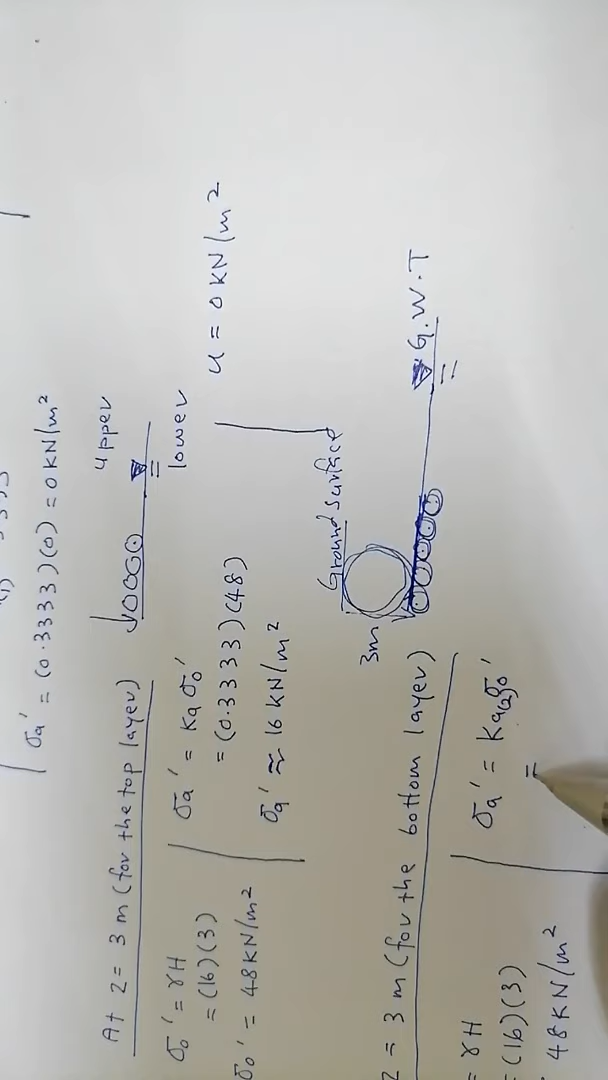 σa' = (0.3333)(0) = 0 KN/m²
At z = 3 m (for the top layer)
upper
lower
σo' = γH
= (16)(3)
σo' = 48 KN/m²
σa' = Ka σo'
= (0.3333)(48)
σa' ≈ 16 KN/m²
u = 0 KN/m²
Ground Surface
3m
G.W.T
z = 3 m (for the bottom layer)
= γH
= (16)(3)
48 KN/m²
σa' = Ka(2)σo'
=